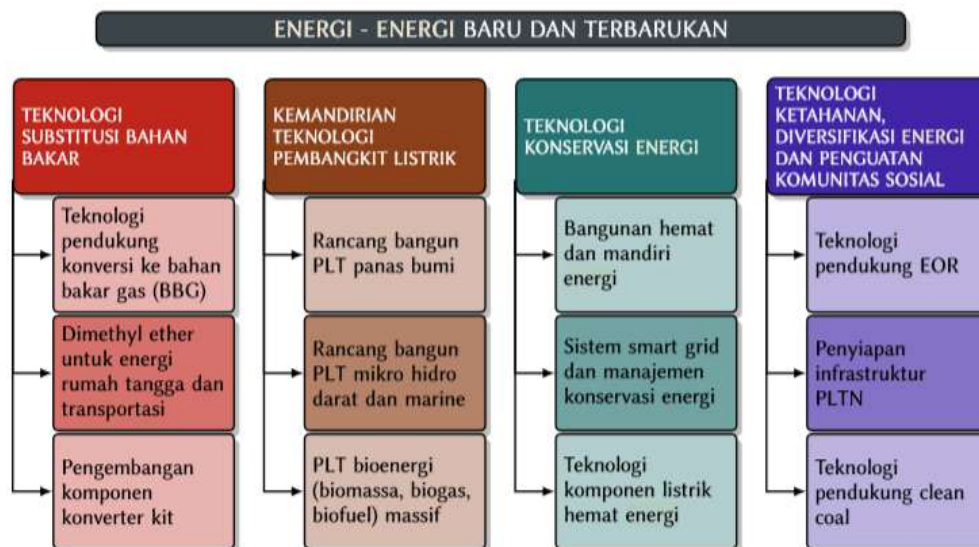 ENERGI - ENERGI BARU DAN TERBARUKAN
TEKNOLOGI
SUBSTITUSI BAHAN
BAKAR
Teknologi
pendukung
konversi ke bahan
bakar gas (BBG)
Dimethyl ether
untuk energi
rumah tangga dan
transportasi
Pengembangan
komponen
konverter kit
KEMANDIRIAN
TEKNOLOGI
PEMBANGKIT LISTRIK
Rancang bangun
PLT panas bumi
Rancang bangun
PLT mikro hidro
darat dan marine
PLT bioenergi
(biomassa, biogas,
biofuel) massif
TEKNOLOGI
KONSERVASI ENERGI
Bangunan hemat
dan mandiri
energi
Sistem smart grid
dan manajemen
konservasi energi
Teknologi
komponen listrik
hemat energi
TEKNOLOGI
KETAHANAN,
DIVERSIFIKASI ENERGI
DAN PENGUATAN
KOMUNITAS SOSIAL
Teknologi
pendukung EOR
Penyiapan
infrastruktur
PLTN
Teknologi
pendukung clean
coal